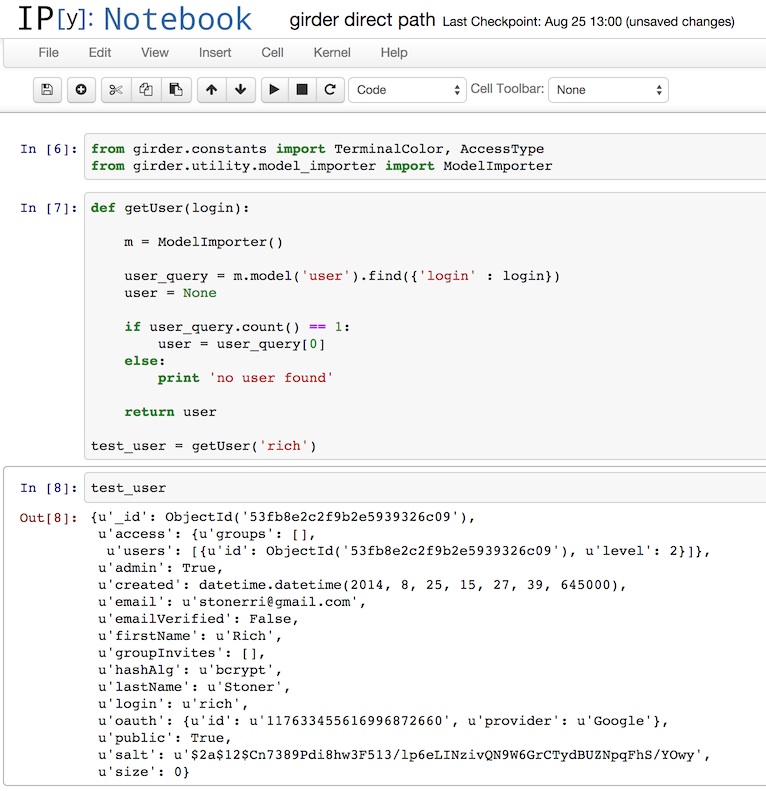 IP[y]: Notebook girder direct path Last Checkpoint: Aug 25 13:00 (unsaved changes)
File Edit View Insert Cell Kernel Help
Code Cell Toolbar: None
In [6]: from girder.constants import TerminalColor, AccessType
from girder.utility.model_importer import ModelImporter
In [7]: def getUser(login):
m = ModelImporter()
user_query = m.model('user').find({'login' : login})
user = None
if user_query.count() == 1:
user = user_query[0]
else:
print 'no user found'
return user
test_user = getUser('rich')
In [8]: test_user
Out[8]: {u'_id': ObjectId('53fb8e2c2f9b2e5939326c09'),
u'access': {u'groups': [],
u'users': [{u'id': ObjectId('53fb8e2c2f9b2e5939326c09'), u'level': 2}]},
u'admin': True,
u'created': datetime.datetime(2014, 8, 25, 15, 27, 39, 645000),
u'email': u'stonerri@gmail.com',
u'emailVerified': False,
u'firstName': u'Rich',
u'groupInvites': [],
u'hashAlg': u'bcrypt',
u'lastName': u'Stoner',
u'login': u'rich',
u'oauth': {u'id': u'117633455616996872660', u'provider': u'Google'},
u'public': True,
u'salt': u'$2a$12$Cn7389Pdi8hw3F513/lp6eLINzivQN9W6GrCTydBUZNpqFhS/YOwy',
u'size': 0}